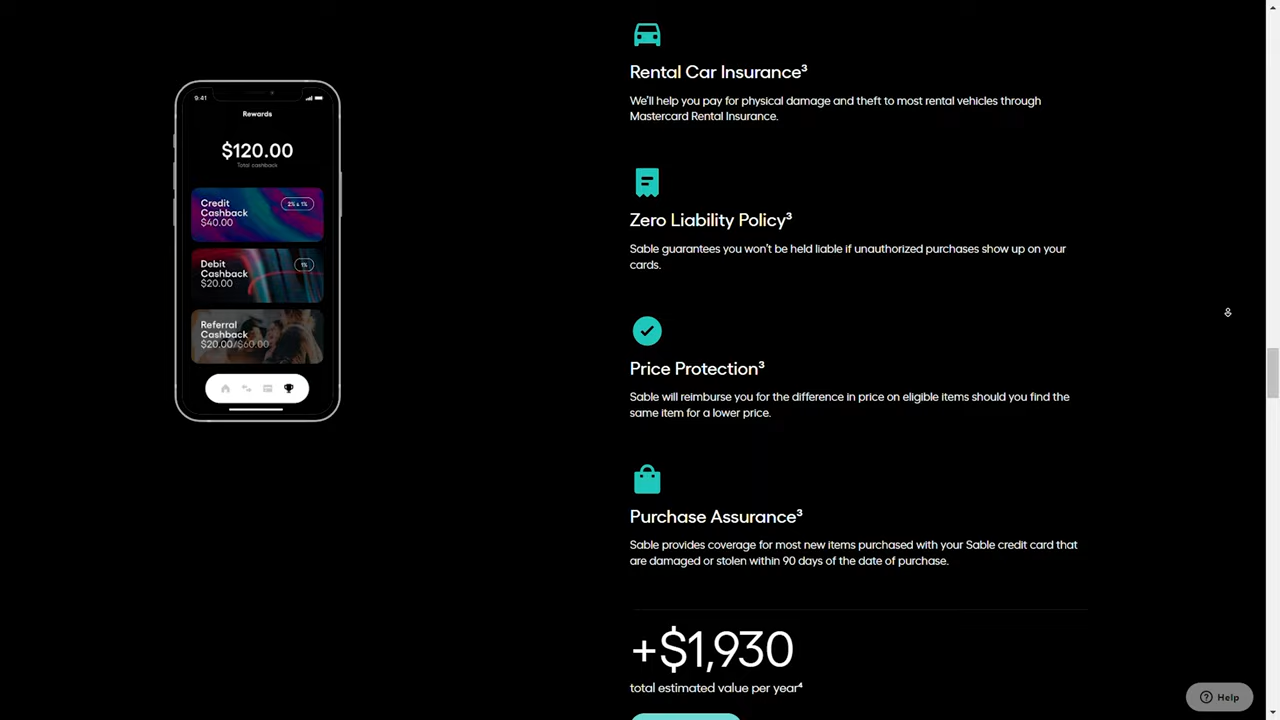 9:41
Rewards
$120.00
Total cashback
Credit
Cashback
$40.00
2% & 1%
Debit
Cashback
$20.00
1%
Referral
Cashback
$20.00/$60.00
Rental Car Insurance³
We'll help you pay for physical damage and theft to most rental vehicles through
Mastercard Rental Insurance.
Zero Liability Policy³
Sable guarantees you won't be held liable if unauthorized purchases show up on your
cards.
Price Protection³
Sable will reimburse you for the difference in price on eligible items should you find the
same item for a lower price.
Purchase Assurance³
Sable provides coverage for most new items purchased with your Sable credit card that
are damaged or stolen within 90 days of the date of purchase.
+$1,930
total estimated value per year⁴
Help